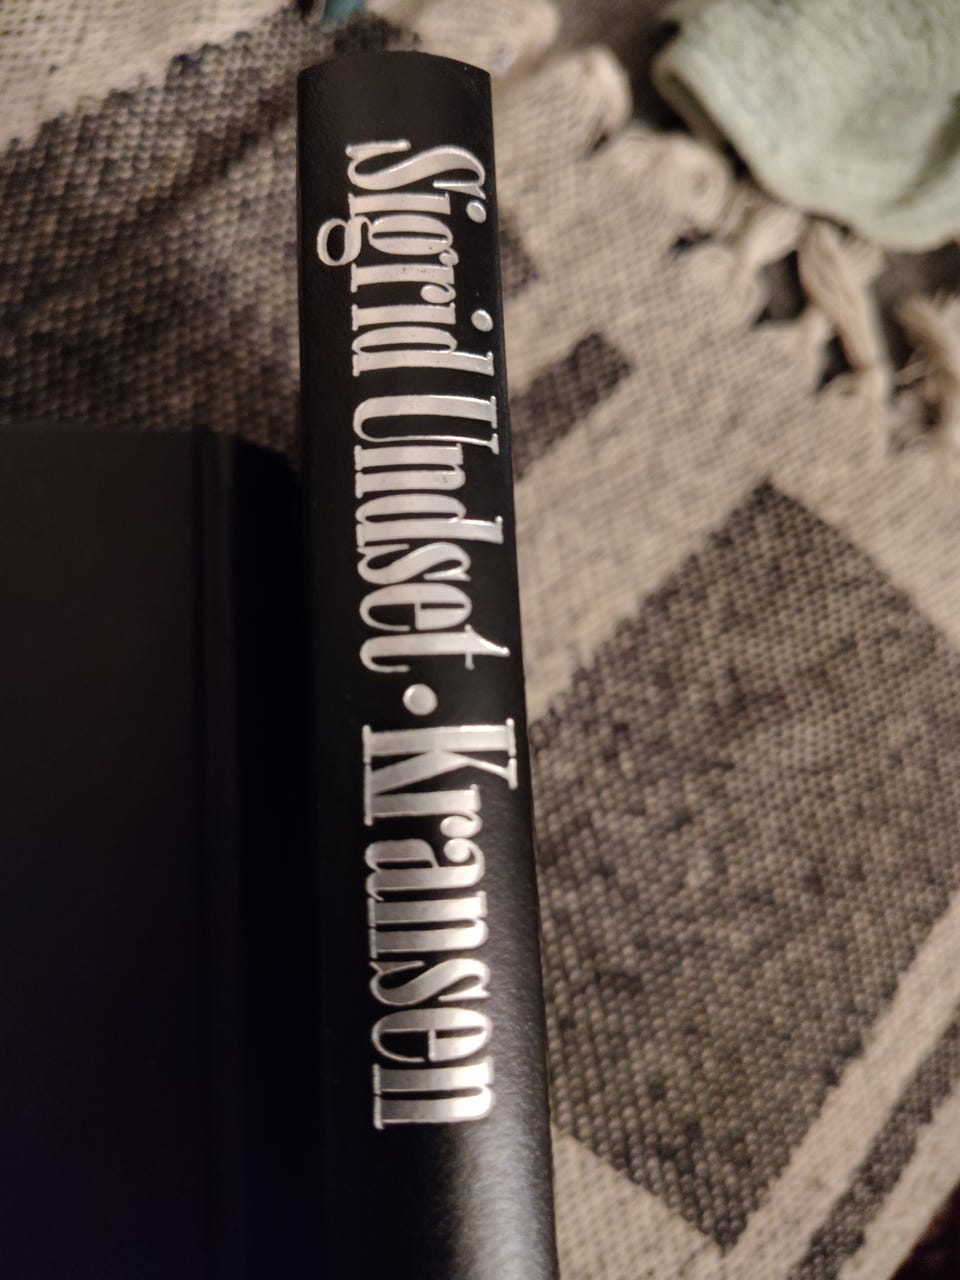 Sigrid Undset • Kransen